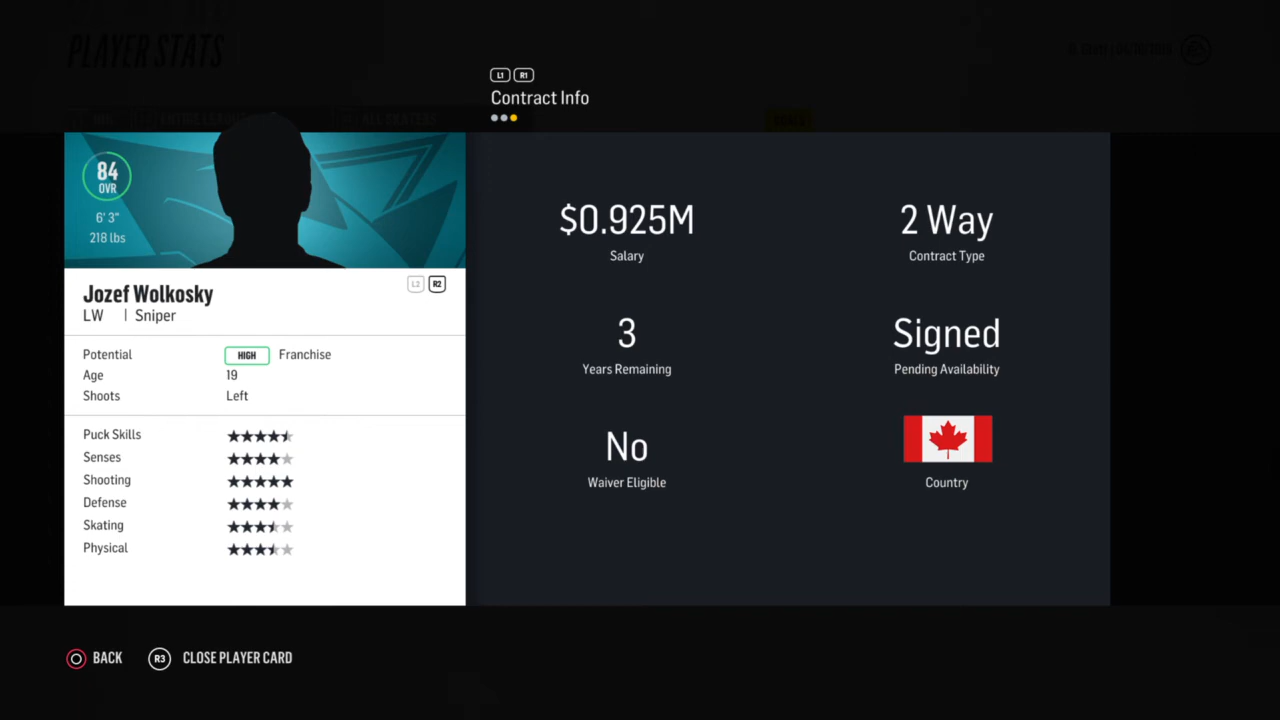 PLAYER STATS
L1 R1
Contract Info
84
OVR
6' 3"
218 lbs
L2 R2
Jozef Wolkosky
LW | Sniper
Potential HIGH Franchise
Age 19
Shoots Left
Puck Skills
Senses
Shooting
Defense
Skating
Physical
$0.925M
Salary
2 Way
Contract Type
3
Years Remaining
Signed
Pending Availability
No
Waiver Eligible
Country
BACK R3 CLOSE PLAYER CARD